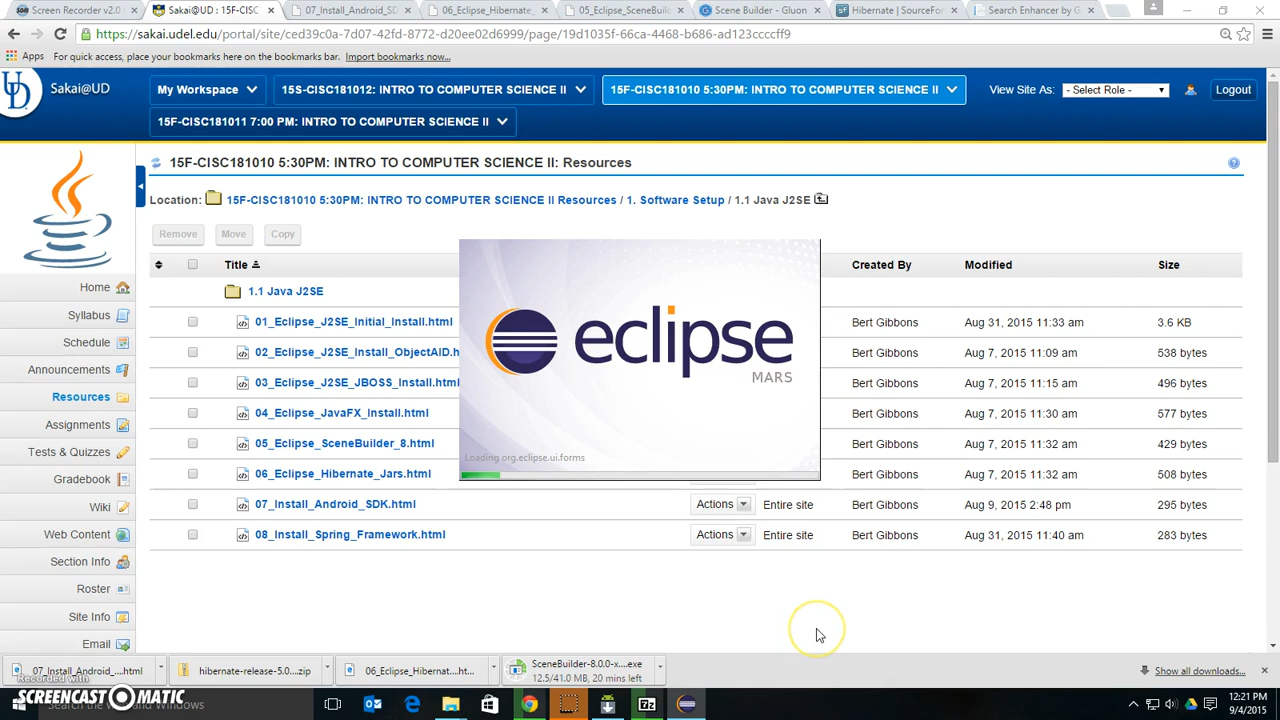 Screen Recorder v2.0
Sakai@UD : 15F-CISC
07_Install_Android_SD
06_Eclipse_Hibernate_
05_Eclipse_SceneBuild
Scene Builder - Gluon
Hibernate | SourceFor
Search Enhancer by G
https://sakai.udel.edu/portal/site/ced39c0a-7d07-42fd-8772-d20ee02d6999/page/19d1035f-66ca-4468-b686-ad123ccccff9
Apps For quick access, place your bookmarks here on the bookmarks bar. Import bookmarks now...
UD Sakai@UD
My Workspace
15S-CISC181012: INTRO TO COMPUTER SCIENCE II
15F-CISC181010 5:30PM: INTRO TO COMPUTER SCIENCE II
View Site As: - Select Role -
Logout
15F-CISC181011 7:00 PM: INTRO TO COMPUTER SCIENCE II
15F-CISC181010 5:30PM: INTRO TO COMPUTER SCIENCE II: Resources
Location: 15F-CISC181010 5:30PM: INTRO TO COMPUTER SCIENCE II Resources / 1. Software Setup / 1.1 Java J2SE
Remove Move Copy
Title Created By Modified Size
1.1 Java J2SE
01_Eclipse_J2SE_Initial_Install.html Bert Gibbons Aug 31, 2015 11:33 am 3.6 KB
02_Eclipse_J2SE_Install_ObjectAID.h Bert Gibbons Aug 7, 2015 11:09 am 538 bytes
03_Eclipse_J2SE_JBOSS_Install.html Bert Gibbons Aug 7, 2015 11:15 am 496 bytes
04_Eclipse_JavaFX_Install.html Bert Gibbons Aug 7, 2015 11:30 am 577 bytes
05_Eclipse_SceneBuilder_8.html Bert Gibbons Aug 7, 2015 11:32 am 429 bytes
06_Eclipse_Hibernate_Jars.html Bert Gibbons Aug 7, 2015 11:32 am 508 bytes
07_Install_Android_SDK.html Actions Entire site Bert Gibbons Aug 9, 2015 2:48 pm 295 bytes
08_Install_Spring_Framework.html Actions Entire site Bert Gibbons Aug 31, 2015 11:40 am 283 bytes
eclipse
MARS
Loading org.eclipse.ui.forms
Home
Syllabus
Schedule
Announcements
Resources
Assignments
Tests & Quizzes
Gradebook
Wiki
Web Content
Section Info
Roster
Site Info
Email
07_Install_Android_....html
hibernate-release-5.0....zip
06_Eclipse_Hibernat....ht...
SceneBuilder-8.0.0-x....exe
12.5/41.0 MB, 20 mins left
Show all downloads...
Recorded with
SCREENCAST MATIC
Search the web and Windows
12:21 PM
9/4/2015